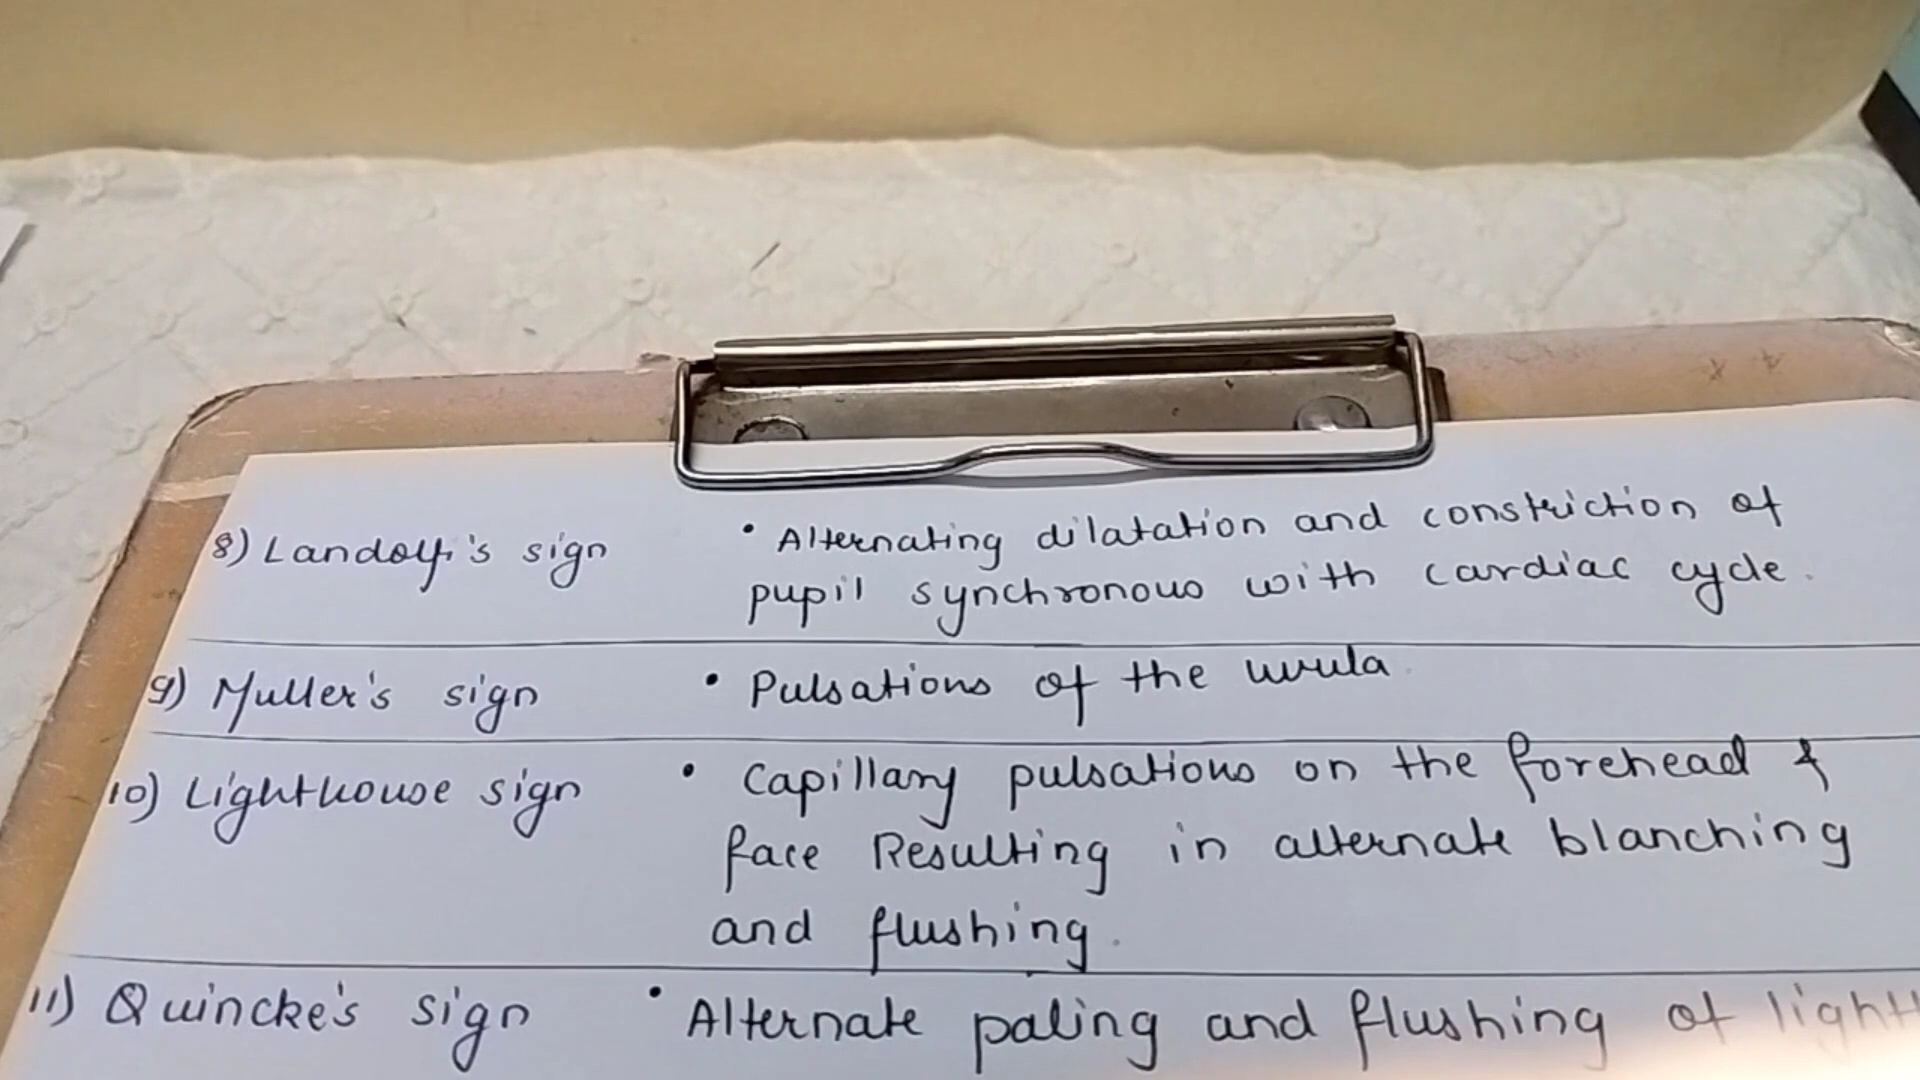 8) Landolfi's sign • Alternating dilatation and constriction of
pupil synchronous with cardiac cycle.
9) Muller's sign • Pulsations of the uvula.
10) Lighthouse sign • Capillary pulsations on the forehead &
face Resulting in alternate blanching
and flushing.
11) Quincke's sign • Alternate paling and flushing of